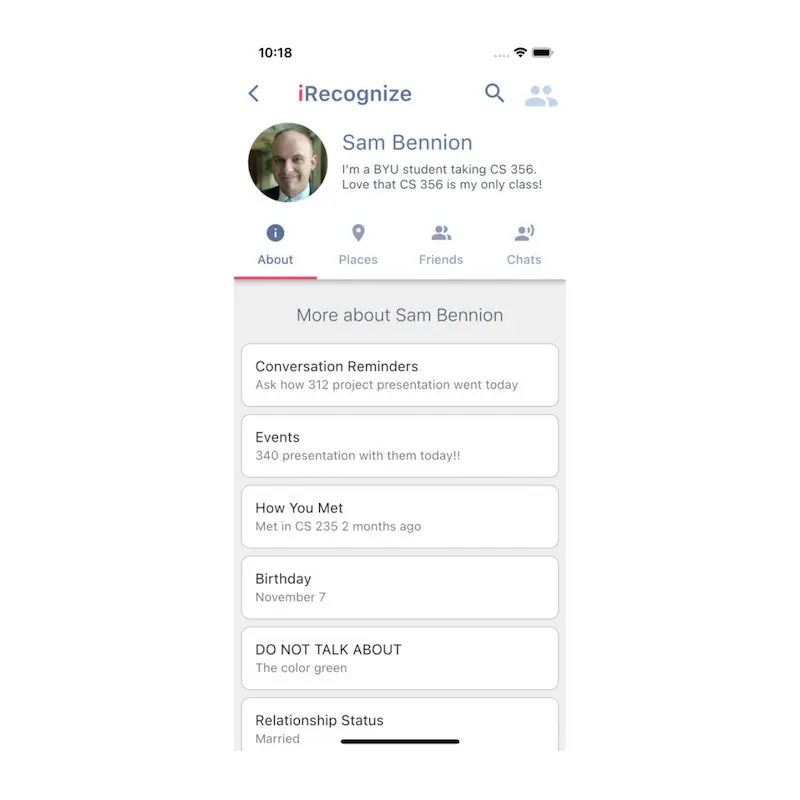 10:18
iRecognize
Sam Bennion
I'm a BYU student taking CS 356.
Love that CS 356 is my only class!
About
Places
Friends
Chats
More about Sam Bennion
Conversation Reminders
Ask how 312 project presentation went today
Events
340 presentation with them today!!
How You Met
Met in CS 235 2 months ago
Birthday
November 7
DO NOT TALK ABOUT
The color green
Relationship Status
Married